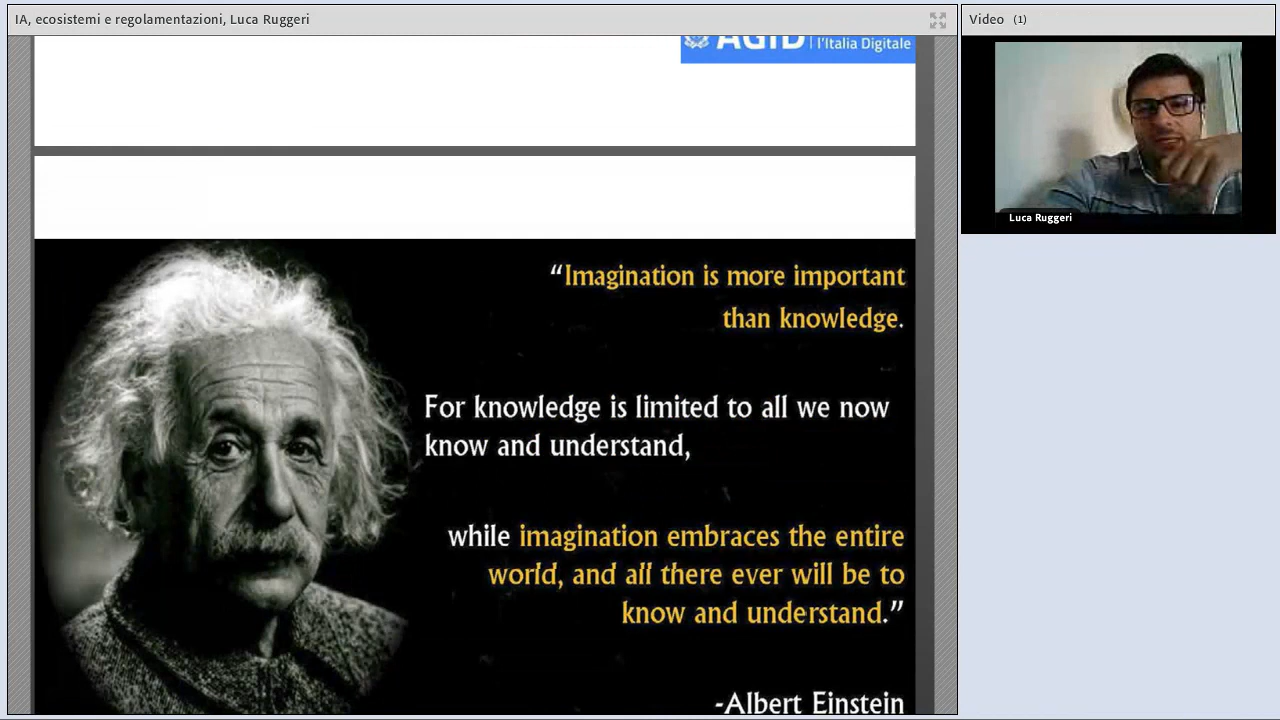 IA, ecosistemi e regolamentazioni, Luca Ruggeri
Video (1)
AGID | l'Italia Digitale
Luca Ruggeri
“Imagination is more important
than knowledge.
For knowledge is limited to all we now
know and understand,
while imagination embraces the entire
world, and all there ever will be to
know and understand.”
-Albert Einstein